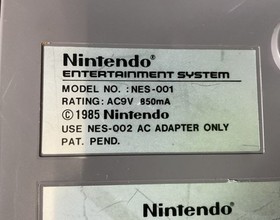 Nintendo®
ENTERTAINMENT SYSTEM
MODEL NO. :NES-001
RATING: AC9V 850mA
©1985 Nintendo
USE NES-002 AC ADAPTER ONLY
PAT. PEND.
Nintendo®